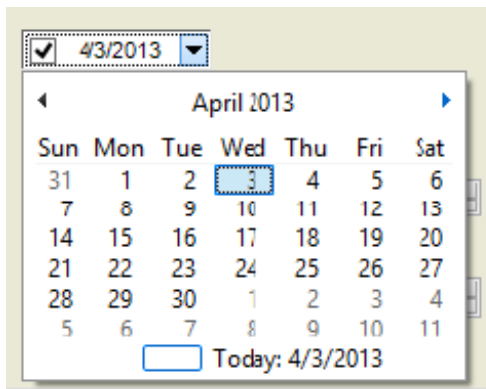 4/3/2013
April 2013
Sun Mon Tue Wed Thu Fri Sat
31 1 2 3 4 5 6
7 8 9 10 11 12 13
14 15 16 17 18 19 20
21 22 23 24 25 26 27
28 29 30 1 2 3 4
5 6 7 8 9 10 11
Today: 4/3/2013